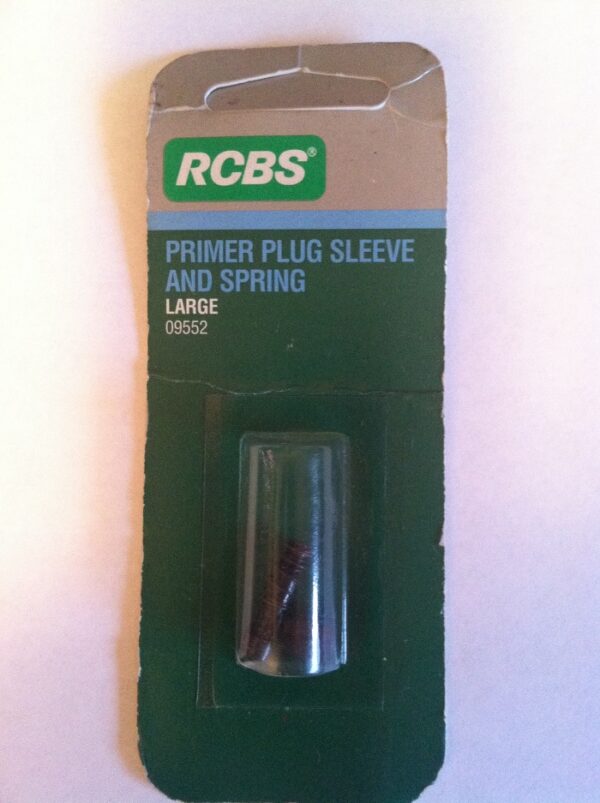 RCBS®
PRIMER PLUG SLEEVE
AND SPRING
LARGE
09552